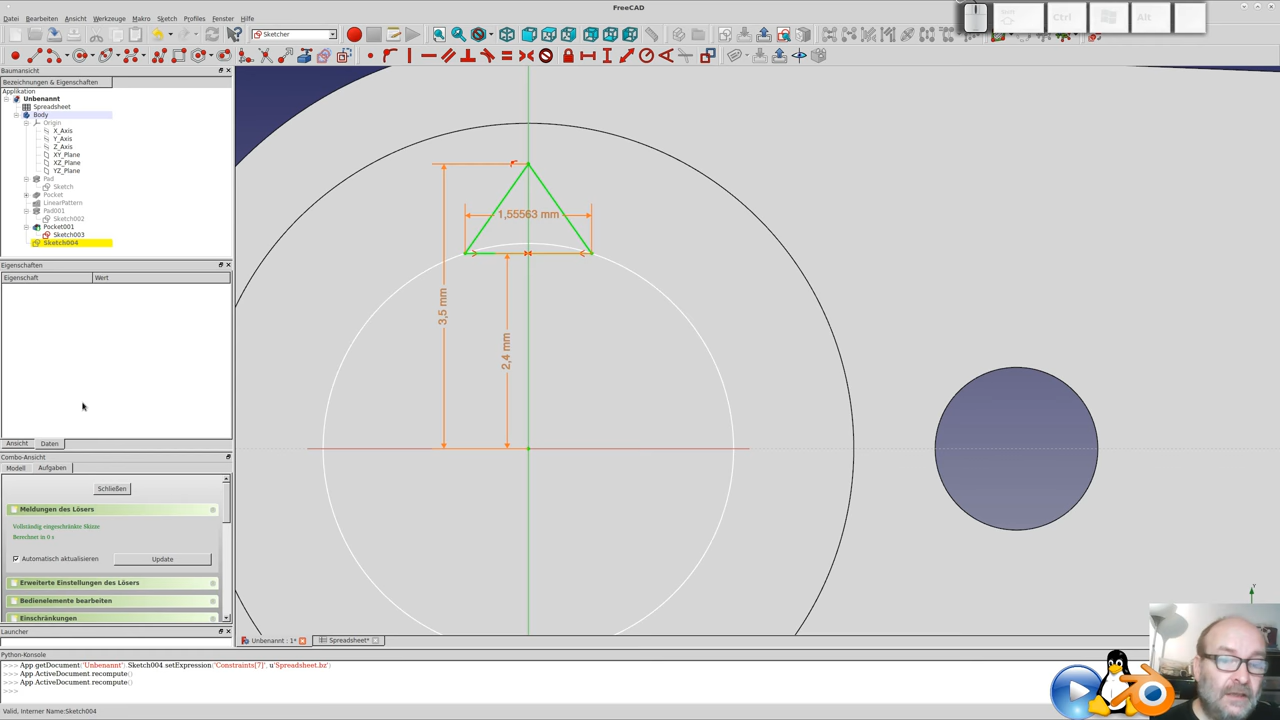 FreeCAD
Datei Bearbeiten Ansicht Werkzeuge Makro Sketch Profiles Fenster Hilfe
Sketcher
Ctrl Alt
Baumansicht
Bezeichnungen & Eigenschaften
Applikation
Unbenannt
Spreadsheet
Body
Origin
X_Axis
Y_Axis
Z_Axis
XY_Plane
XZ_Plane
YZ_Plane
Pad
Sketch
Pocket
LinearPattern
Pad001
Sketch002
Pocket001
Sketch003
Sketch004
Eigenschaften
Eigenschaft Wert
Ansicht Daten
Combo-Ansicht
Modell Aufgaben
Schließen
Meldungen des Lösers
Vollständig eingeschränkte Skizze
Berechnet in 0 s
Automatisch aktualisieren Update
Erweiterte Einstellungen des Lösers
Bedienelemente bearbeiten
Einschränkungen
Launcher
1,55563 mm
3,5 mm
2,4 mm
Unbenannt : 1* Spreadsheet*
Python-Konsole
>>> App.getDocument('Unbenannt').Sketch004.setExpression('Constraints[7]', u'Spreadsheet.bz')
>>> App.ActiveDocument.recompute()
>>> App.ActiveDocument.recompute()
>>>
Valid, Internal Name:Sketch004